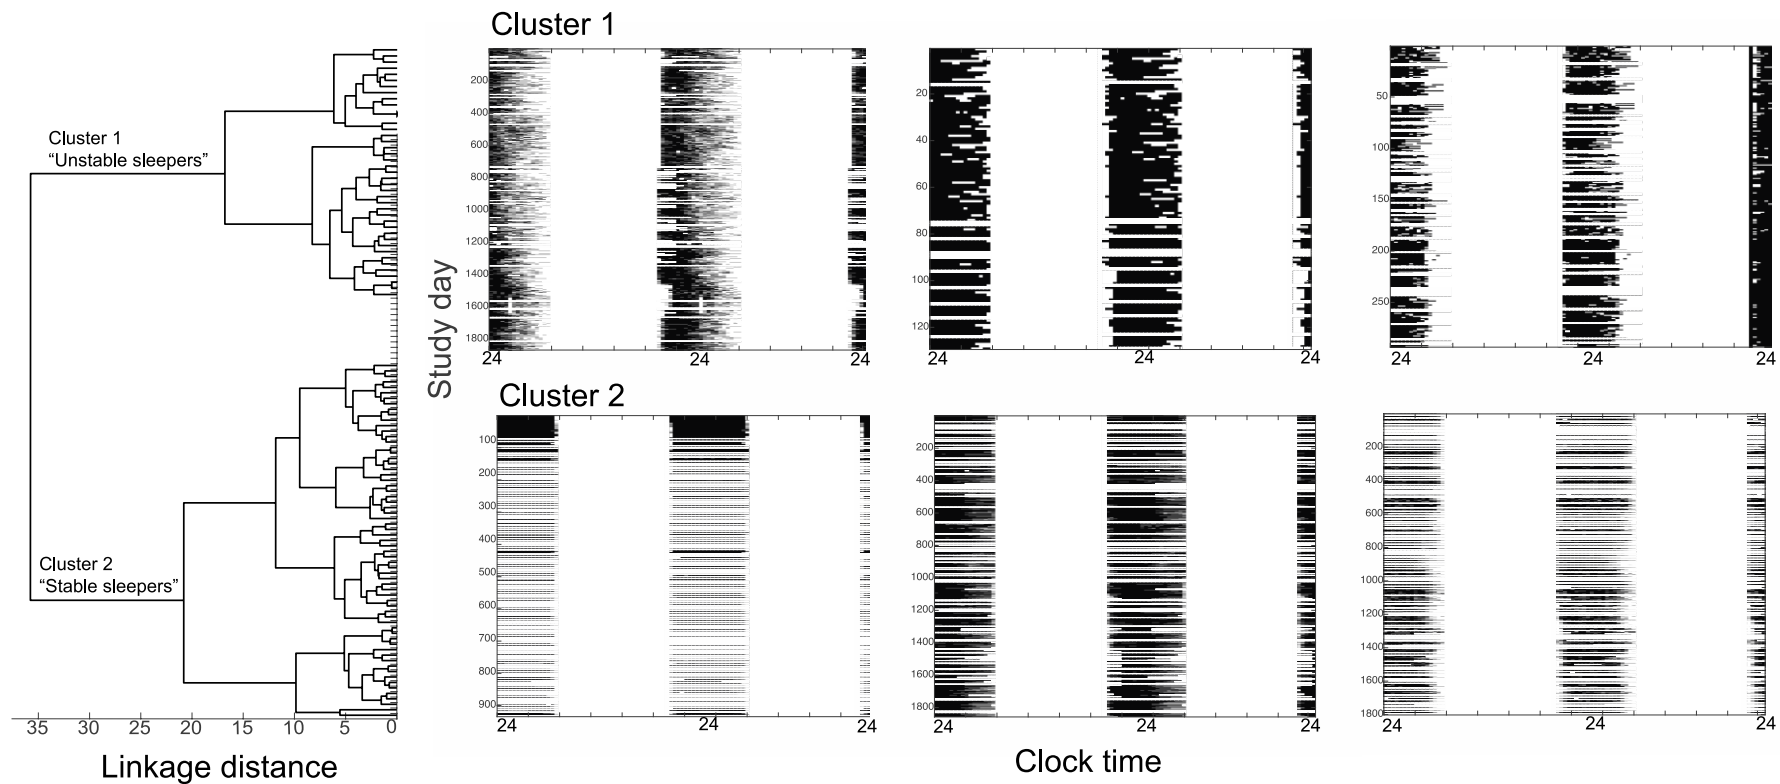 Cluster 1
Cluster 1
"Unstable sleepers"
Cluster 2
"Stable sleepers"
35 30 25 20 15 10 5 0
Linkage distance
Study day
200
400
600
800
1000
1200
1400
1600
1800
24 24 24
20
40
60
80
100
120
24 24 24
50
100
150
200
250
24 24 24
Cluster 2
100
200
300
400
500
600
700
800
900
24 24 24
200
400
600
800
1000
1200
1400
1600
1800
24 24 24
200
400
600
800
1000
1200
1400
1600
1800
24 24 24
Clock time